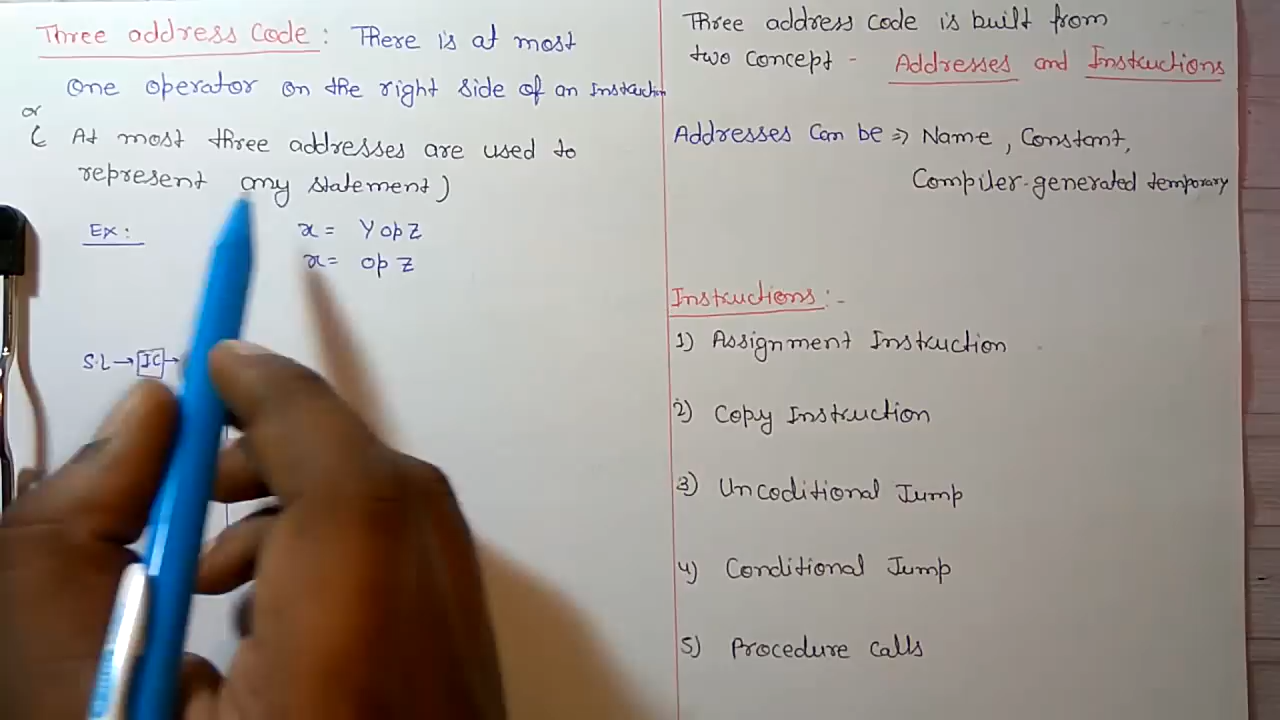 Three address Code : There is at most
one operator on the right side of an Instruction
or
( At most three addresses are used to
represent any statement)
Ex :
x = Y op Z
x = op Z
S.L → IC →
Three address code is built from
two concept - Addresses and Instructions
Addresses Can be ⇒ Name , Constant,
Compiler-generated temporary
Instructions :-
1) Assignment Instruction
2) Copy Instruction
3) Uncoditional Jump
4) Conditional Jump
5) Procedure calls